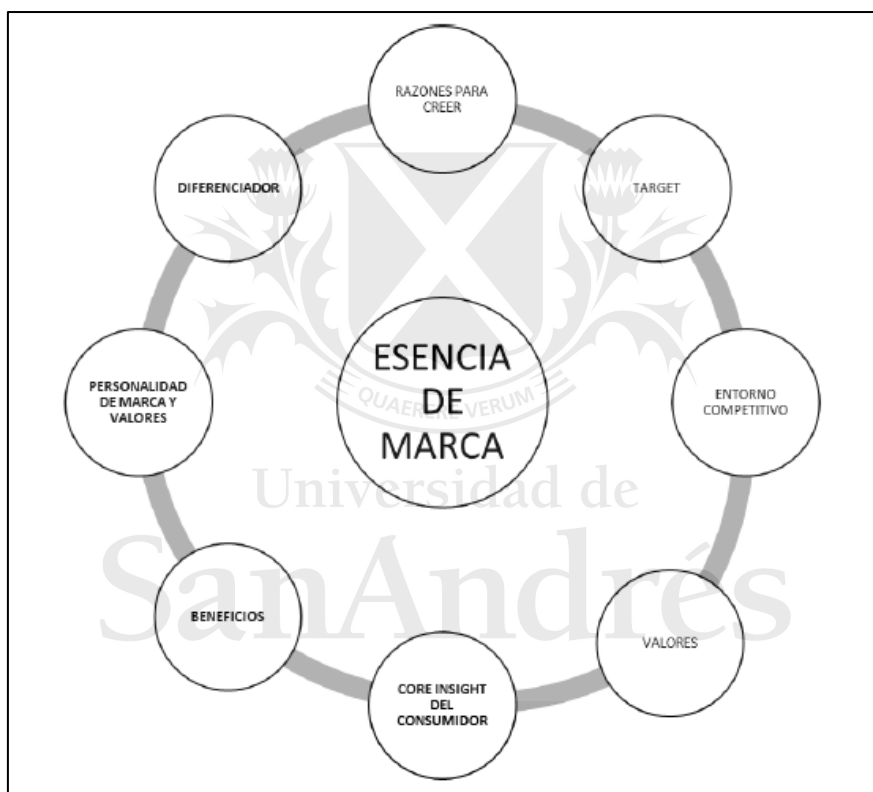 RAZONES PARA
CREER
DIFERENCIADOR
TARGET
ESENCIA
DE
MARCA
PERSONALIDAD
DE MARCA Y
VALORES
ENTORNO
COMPETITIVO
QUAERERE VERUM
Universidad de
SanAndrés
BENEFICIOS
VALORES
CORE INSIGHT
DEL
CONSUMIDOR